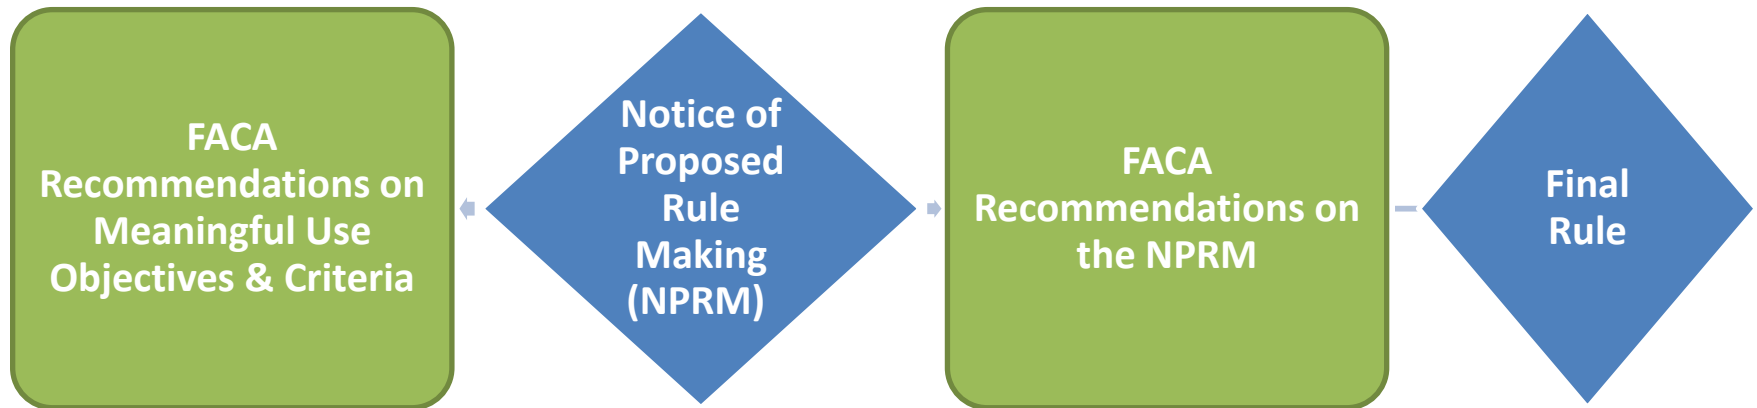 FACA
Recommendations on
Meaningful Use
Objectives & Criteria
Notice of
Proposed
Rule
Making
(NPRM)
FACA
Recommendations on
the NPRM
Final
Rule